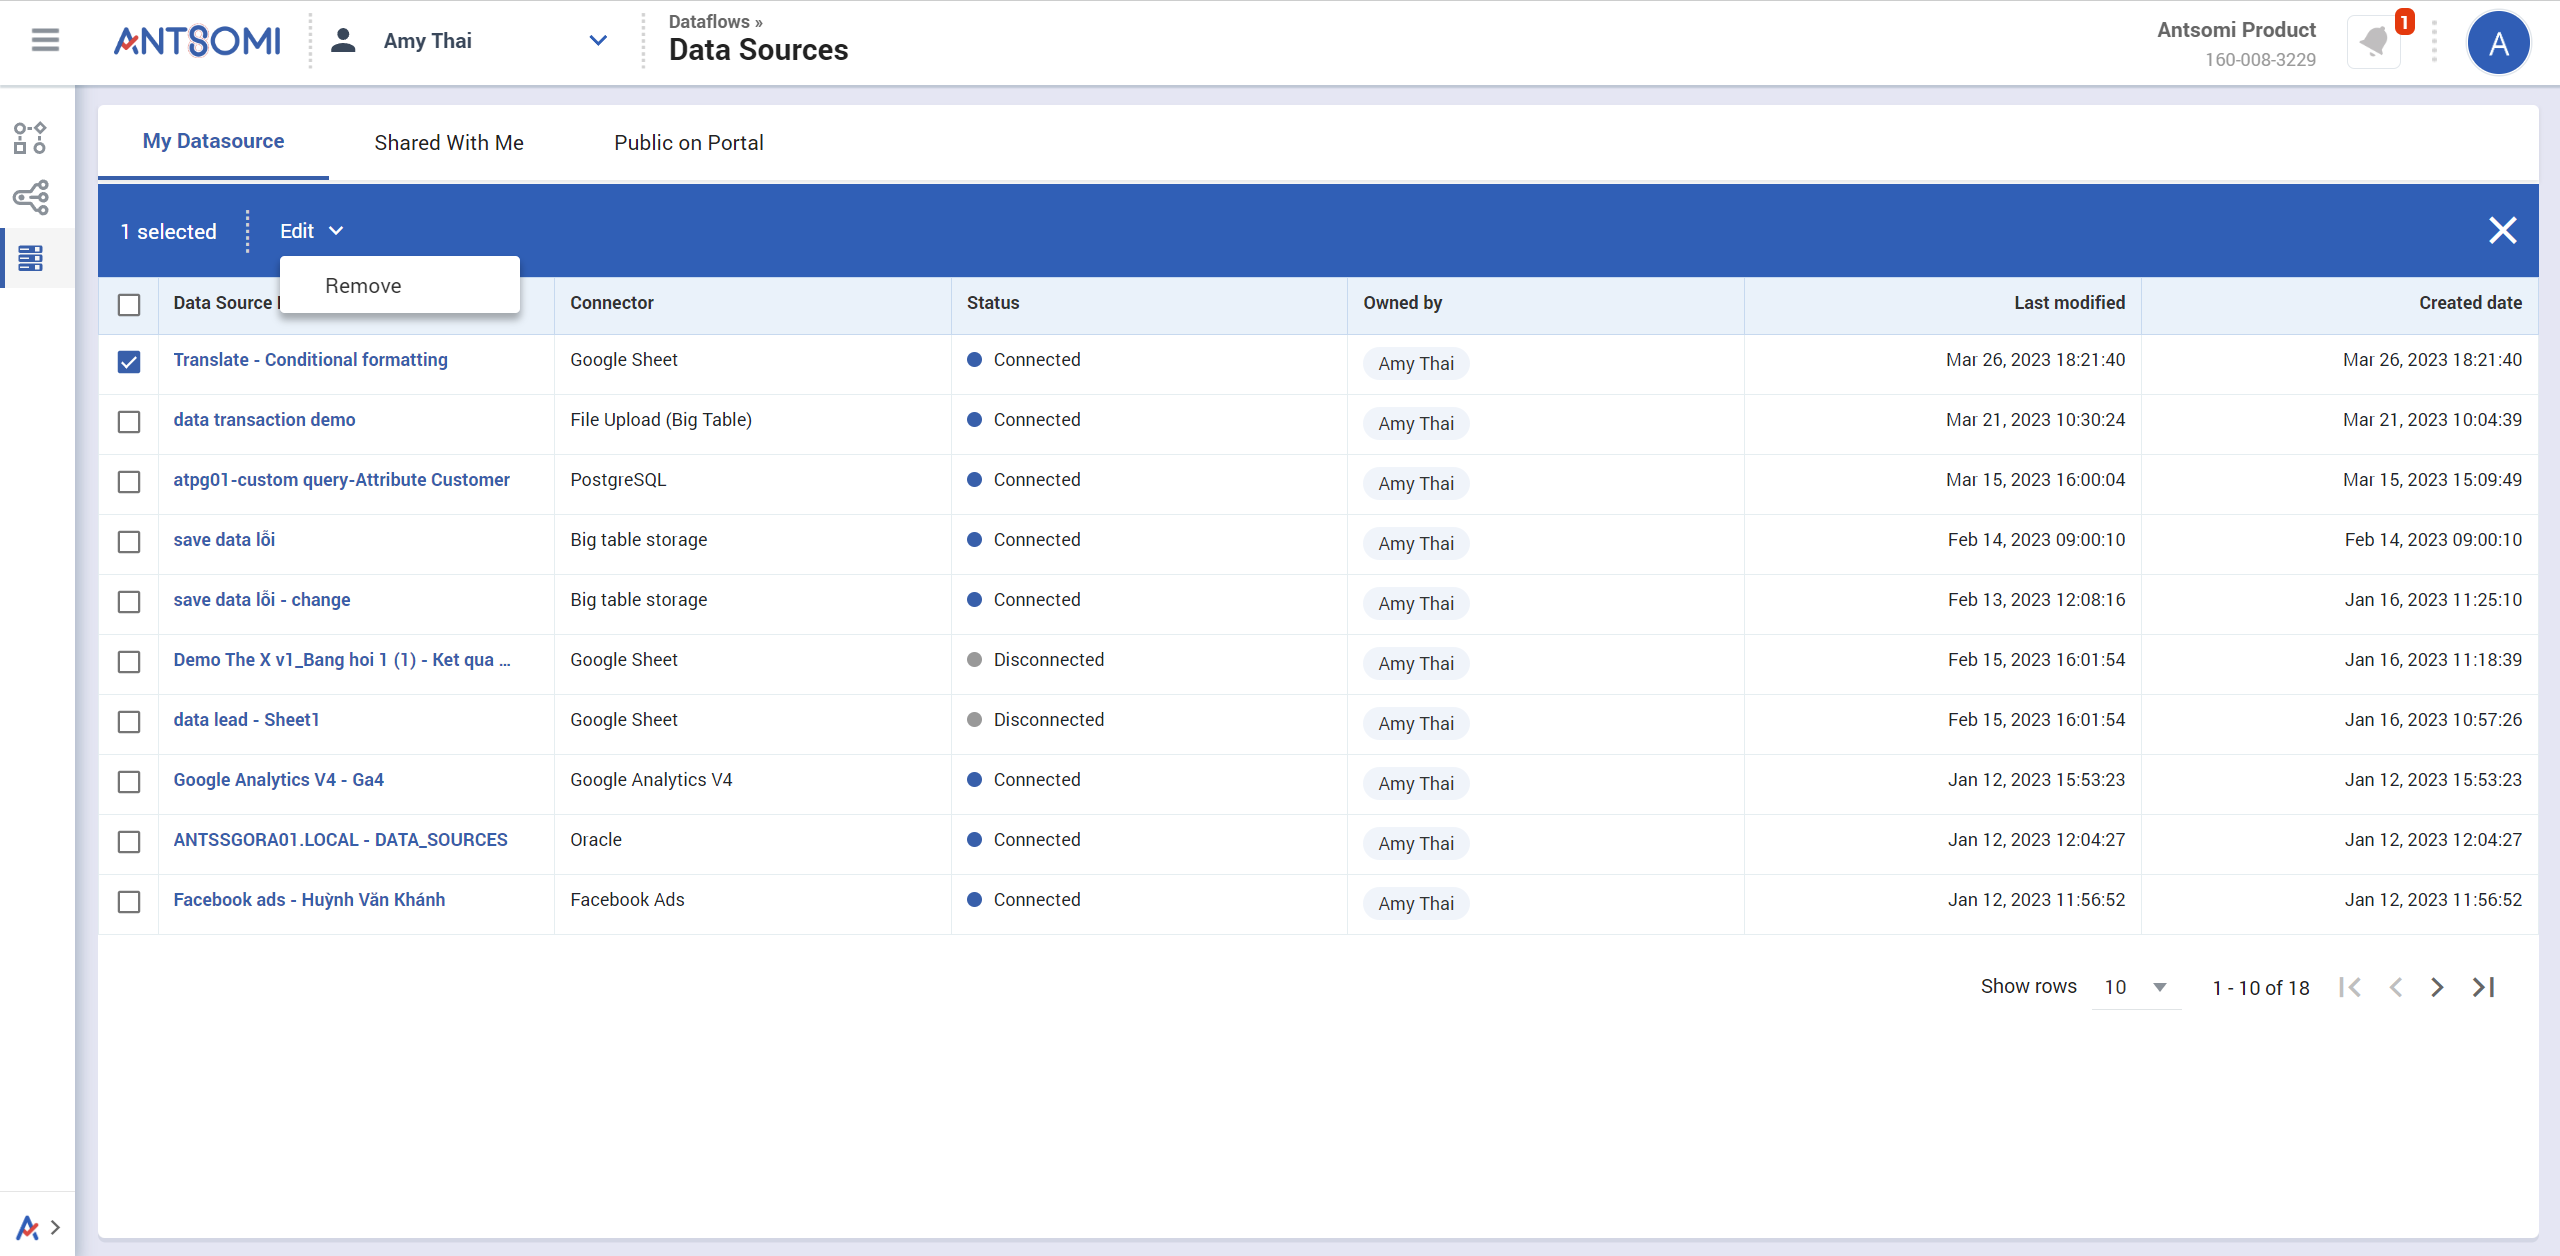 ANTSOMI
Amy Thai
Dataflows »
Data Sources
Antsomi Product
160-008-3229
1
A
My Datasource
Shared With Me
Public on Portal
1 selected
Edit
Remove
Data Source Connector Status Owned by Last modified Created date
Translate - Conditional formatting Google Sheet Connected Amy Thai Mar 26, 2023 18:21:40 Mar 26, 2023 18:21:40
data transaction demo File Upload (Big Table) Connected Amy Thai Mar 21, 2023 10:30:24 Mar 21, 2023 10:04:39
atpg01-custom query-Attribute Customer PostgreSQL Connected Amy Thai Mar 15, 2023 16:00:04 Mar 15, 2023 15:09:49
save data lỗi Big table storage Connected Amy Thai Feb 14, 2023 09:00:10 Feb 14, 2023 09:00:10
save data lỗi - change Big table storage Connected Amy Thai Feb 13, 2023 12:08:16 Jan 16, 2023 11:25:10
Demo The X v1_Bang hoi 1 (1) - Ket qua ... Google Sheet Disconnected Amy Thai Feb 15, 2023 16:01:54 Jan 16, 2023 11:18:39
data lead - Sheet1 Google Sheet Disconnected Amy Thai Feb 15, 2023 16:01:54 Jan 16, 2023 10:57:26
Google Analytics V4 - Ga4 Google Analytics V4 Connected Amy Thai Jan 12, 2023 15:53:23 Jan 12, 2023 15:53:23
ANTSSGORA01.LOCAL - DATA_SOURCES Oracle Connected Amy Thai Jan 12, 2023 12:04:27 Jan 12, 2023 12:04:27
Facebook ads - Huỳnh Văn Khánh Facebook Ads Connected Amy Thai Jan 12, 2023 11:56:52 Jan 12, 2023 11:56:52
Show rows 10 1 - 10 of 18